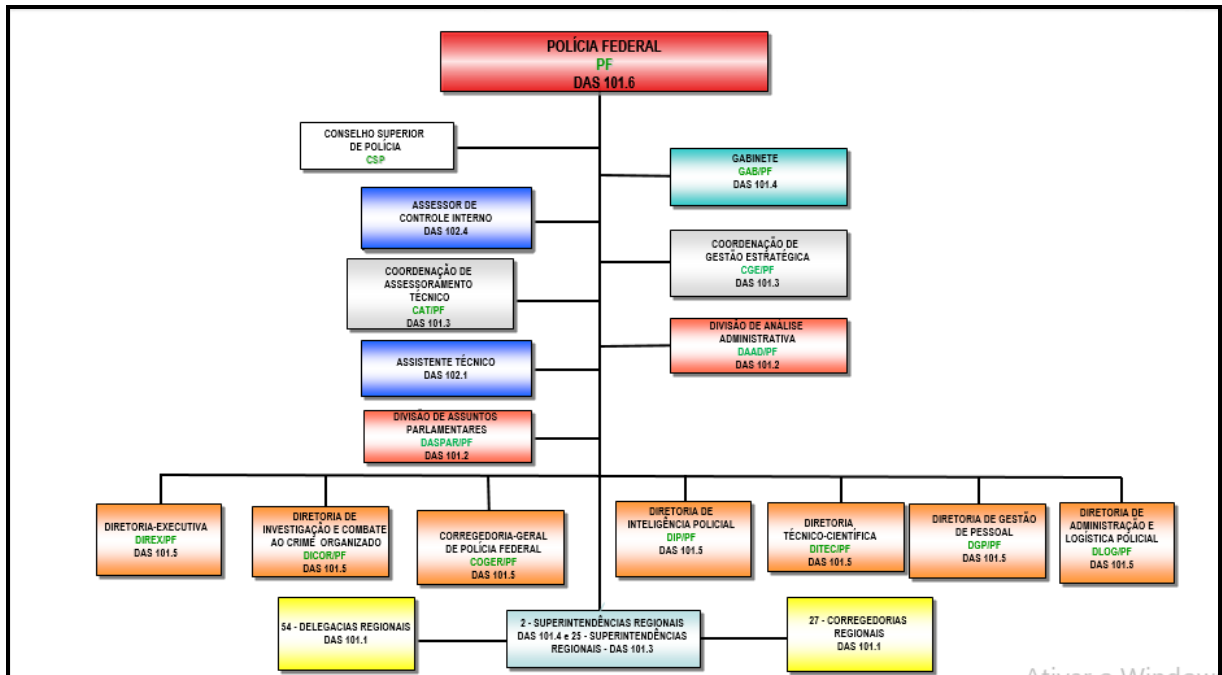 POLÍCIA FEDERAL
PF
DAS 101.6
CONSELHO SUPERIOR
DE POLÍCIA
CSP
GABINETE
GAB/PF
DAS 101.4
ASSESSOR DE
CONTROLE INTERNO
DAS 102.4
COORDENAÇÃO DE
GESTÃO ESTRATÉGICA
CGE/PF
DAS 101.3
COORDENAÇÃO DE
ASSESSORAMENTO
TÉCNICO
CAT/PF
DAS 101.3
DIVISÃO DE ANÁLISE
ADMINISTRATIVA
DAAD/PF
DAS 101.2
ASSISTENTE TÉCNICO
DAS 102.1
DIVISÃO DE ASSUNTOS
PARLAMENTARES
DASPAR/PF
DAS 101.2
DIRETORIA-EXECUTIVA
DIREX/PF
DAS 101.5
DIRETORIA DE
INVESTIGAÇÃO E COMBATE
AO CRIME ORGANIZADO
DICOR/PF
DAS 101.5
CORREGEDORIA-GERAL
DE POLÍCIA FEDERAL
COGER/PF
DAS 101.5
DIRETORIA DE
INTELIGÊNCIA POLICIAL
DIP/PF
DAS 101.5
DIRETORIA
TÉCNICO-CIENTÍFICA
DITEC/PF
DAS 101.5
DIRETORIA DE GESTÃO
DE PESSOAL
DGP/PF
DAS 101.5
DIRETORIA DE
ADMINISTRAÇÃO E
LOGÍSTICA POLICIAL
DLOG/PF
DAS 101.5
54 - DELEGACIAS REGIONAIS
DAS 101.1
2 - SUPERINTENDÊNCIAS REGIONAIS
DAS 101.4 e 25 - SUPERINTENDÊNCIAS
REGIONAIS - DAS 101.3
27 - CORREGEDORIAS
REGIONAIS
DAS 101.1